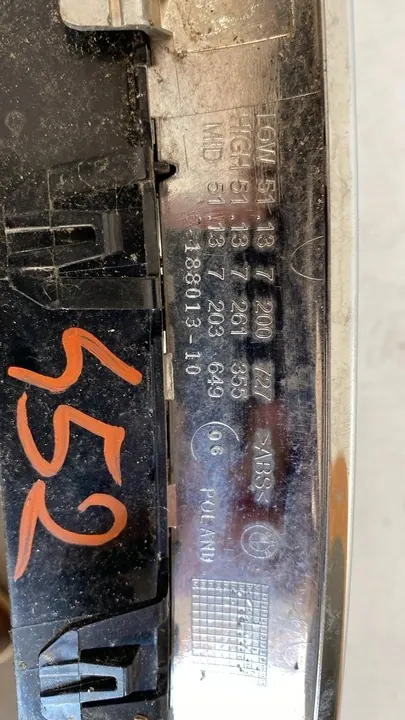 LOW 51.13 7 200 727 >ABS<
HIGH 51.13 7 261 355
MID 51.13 7 203 649 (06) POLAND
188013-10
452